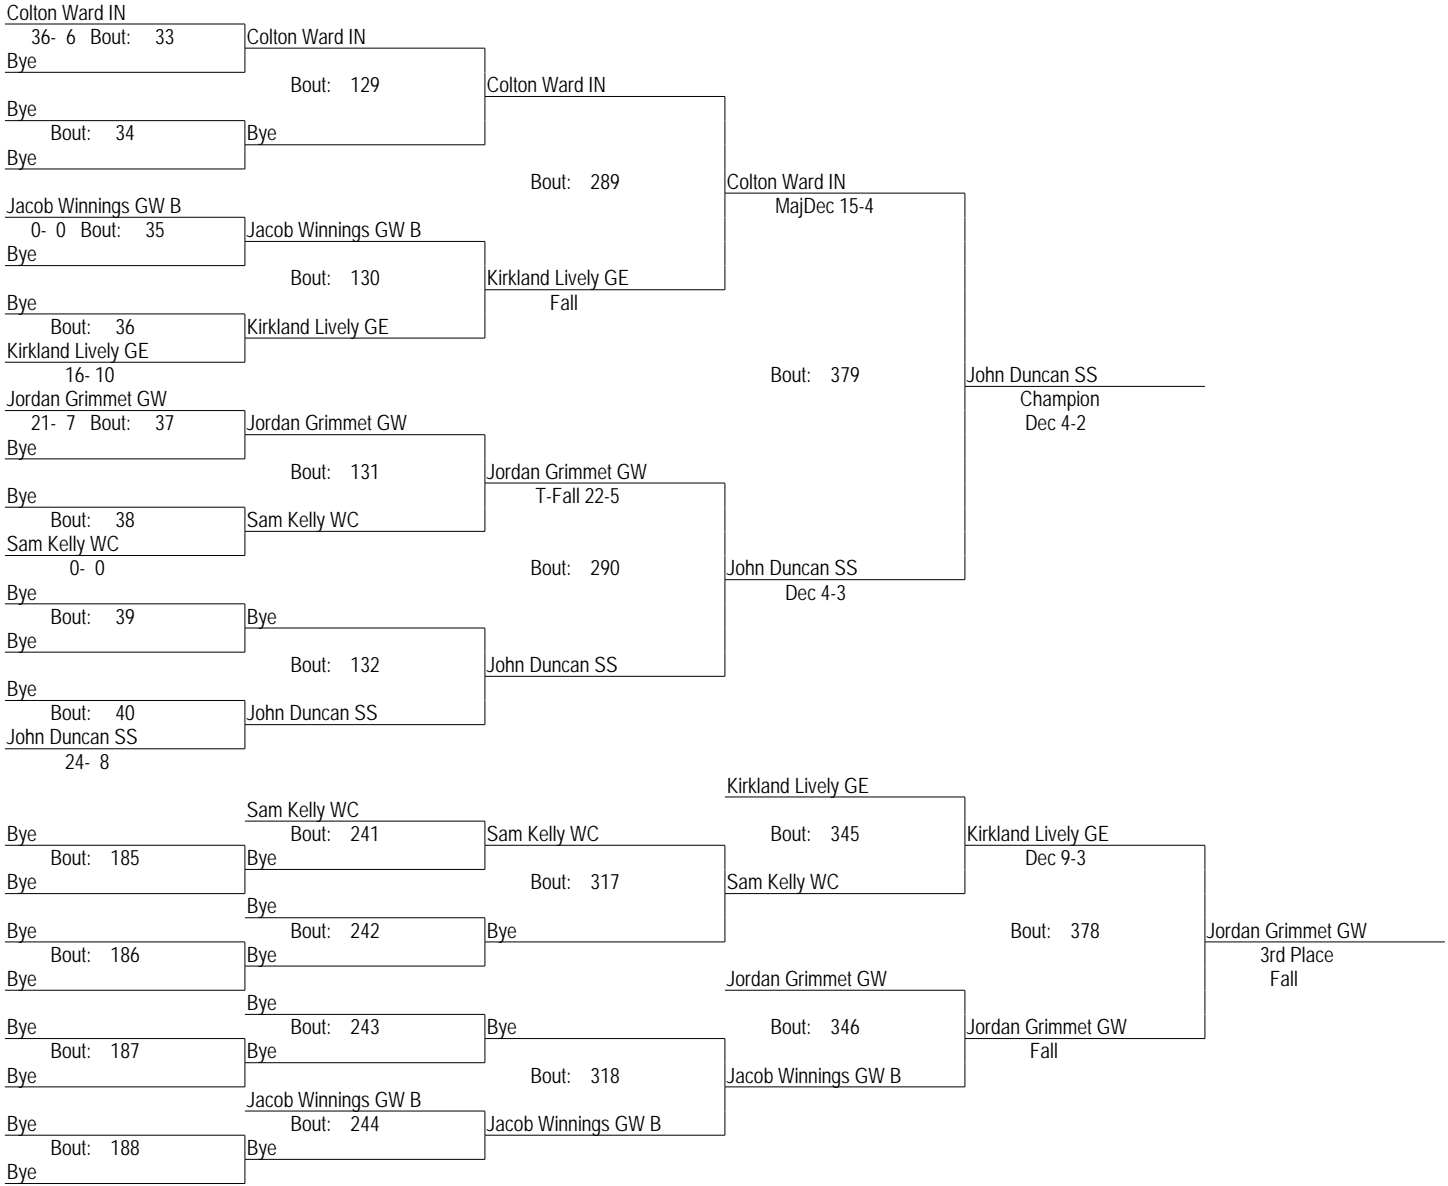 Colton Ward IN
36- 6 Bout: 33
Colton Ward IN
Bye
Bout: 129
Colton Ward IN
Bye
Bout: 34
Bye
Bye
Bout: 289
Colton Ward IN
MajDec 15-4
Jacob Winnings GW B
0- 0 Bout: 35
Jacob Winnings GW B
Bye
Bout: 130
Kirkland Lively GE
Fall
Bye
Bout: 36
Kirkland Lively GE
Kirkland Lively GE
16- 10
Bout: 379
John Duncan SS
Champion
Dec 4-2
Jordan Grimmet GW
21- 7 Bout: 37
Jordan Grimmet GW
Bye
Bout: 131
Jordan Grimmet GW
T-Fall 22-5
Bye
Bout: 38
Sam Kelly WC
Sam Kelly WC
0- 0
Bout: 290
John Duncan SS
Dec 4-3
Bye
Bout: 39
Bye
Bye
Bout: 132
John Duncan SS
Bye
Bout: 40
John Duncan SS
John Duncan SS
24- 8
Kirkland Lively GE
Sam Kelly WC
Bye
Bout: 241
Sam Kelly WC
Bout: 345
Kirkland Lively GE
Bout: 185
Bye
Dec 9-3
Bye
Bout: 317
Sam Kelly WC
Bye
Bye
Bout: 242
Bye
Bout: 378
Jordan Grimmet GW
Bout: 186
Bye
3rd Place
Bye
Jordan Grimmet GW
Fall
Bye
Bye
Bout: 243
Bye
Bout: 346
Jordan Grimmet GW
Bout: 187
Bye
Fall
Bye
Bout: 318
Jacob Winnings GW B
Jacob Winnings GW B
Bye
Bout: 244
Jacob Winnings GW B
Bout: 188
Bye
Bye